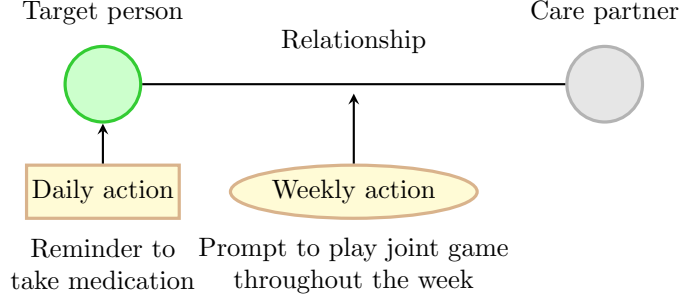 Target person
Care partner
Relationship
Daily action
Weekly action
Reminder to
take medication
Prompt to play joint game
throughout the week